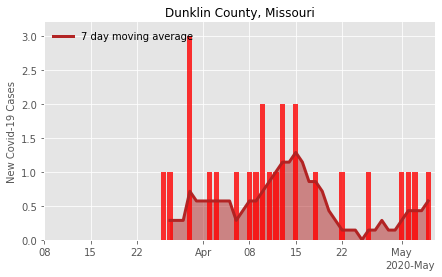 Dunklin County, Missouri
7 day moving average
New Covid-19 Cases
3.0
2.5
2.0
1.5
1.0
0.5
0.0
08 15 22 Apr 08 15 22 May
2020-May